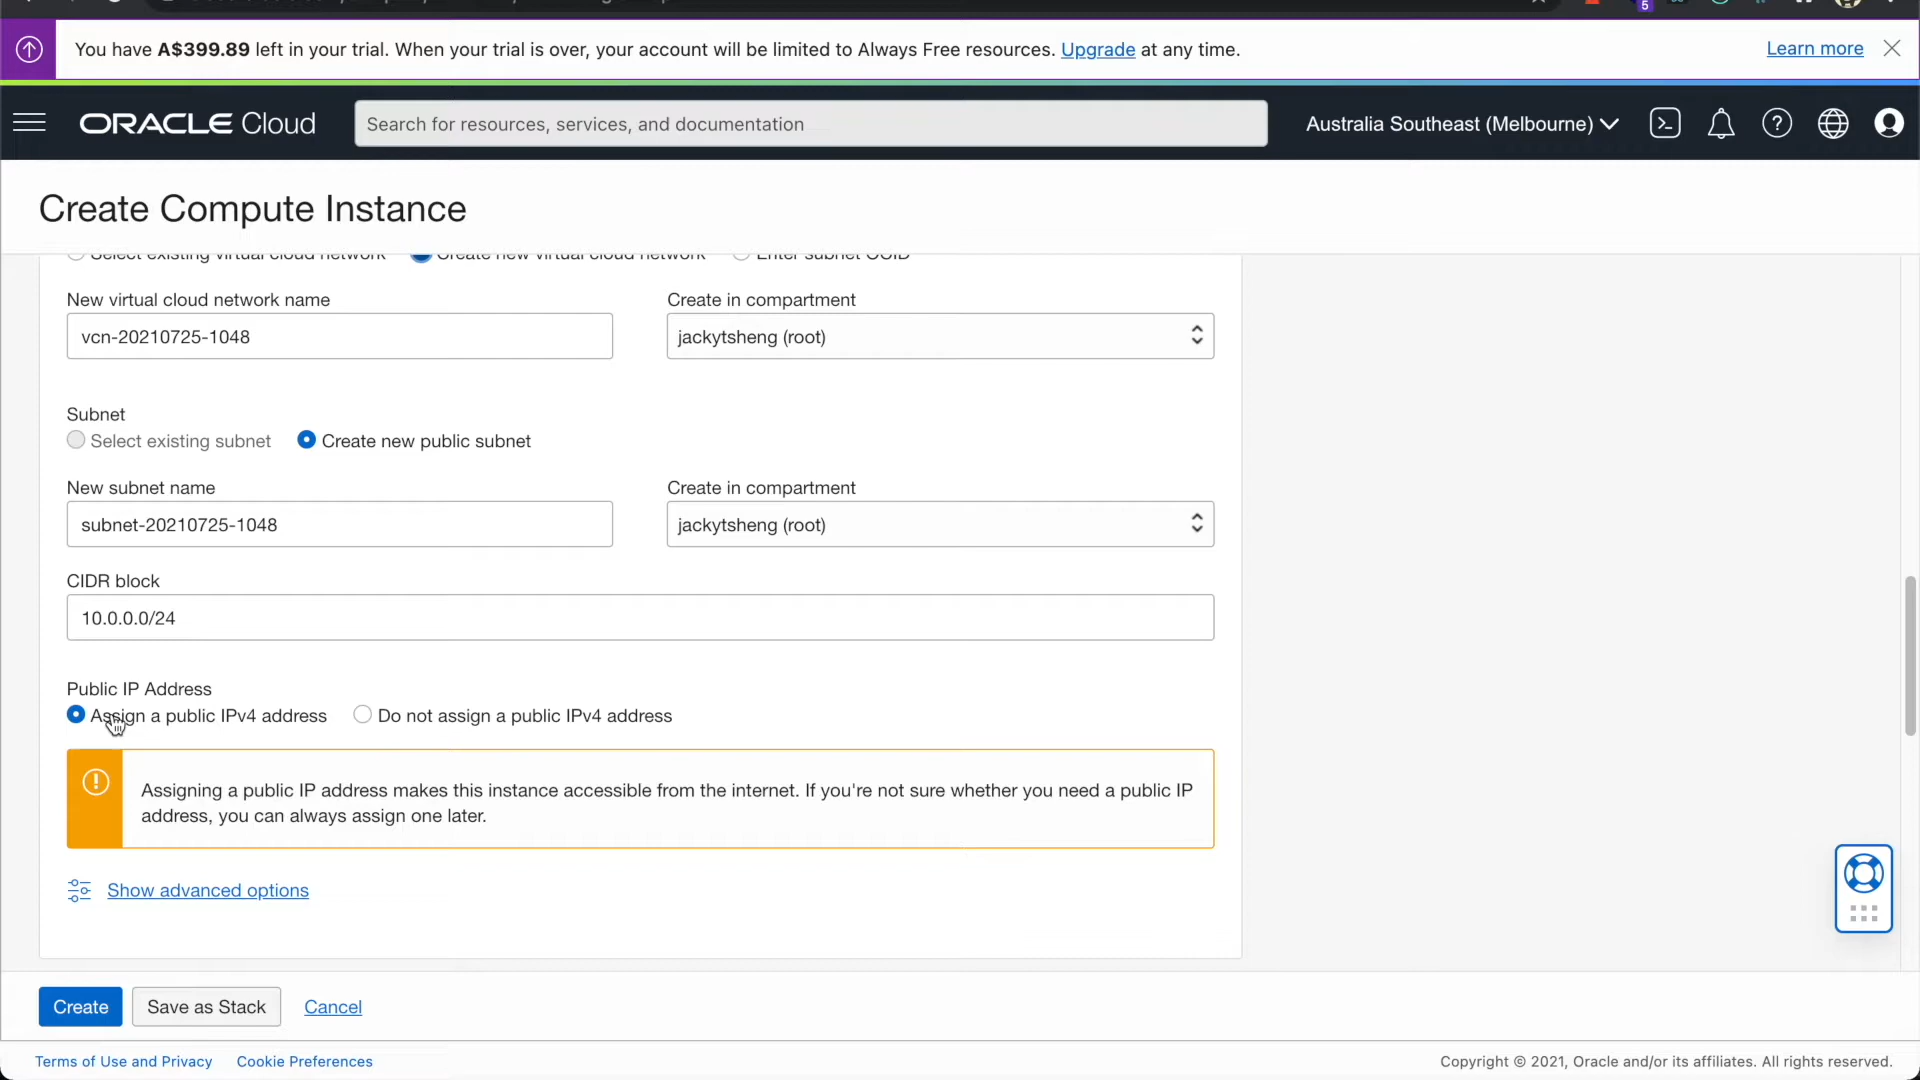 5
You have A$399.89 left in your trial. When your trial is over, your account will be limited to Always Free resources. Upgrade at any time.
Learn more
ORACLE Cloud
Search for resources, services, and documentation
Australia Southeast (Melbourne)
Create Compute Instance
Select existing virtual cloud network Create new virtual cloud network Enter subnet OCID
New virtual cloud network name
Create in compartment
vcn-20210725-1048
jackytsheng (root)
Subnet
Select existing subnet Create new public subnet
New subnet name
Create in compartment
subnet-20210725-1048
jackytsheng (root)
CIDR block
10.0.0.0/24
Public IP Address
Assign a public IPv4 address Do not assign a public IPv4 address
Assigning a public IP address makes this instance accessible from the internet. If you're not sure whether you need a public IP
address, you can always assign one later.
Show advanced options
Create Save as Stack Cancel
Terms of Use and Privacy Cookie Preferences
Copyright © 2021, Oracle and/or its affiliates. All rights reserved.